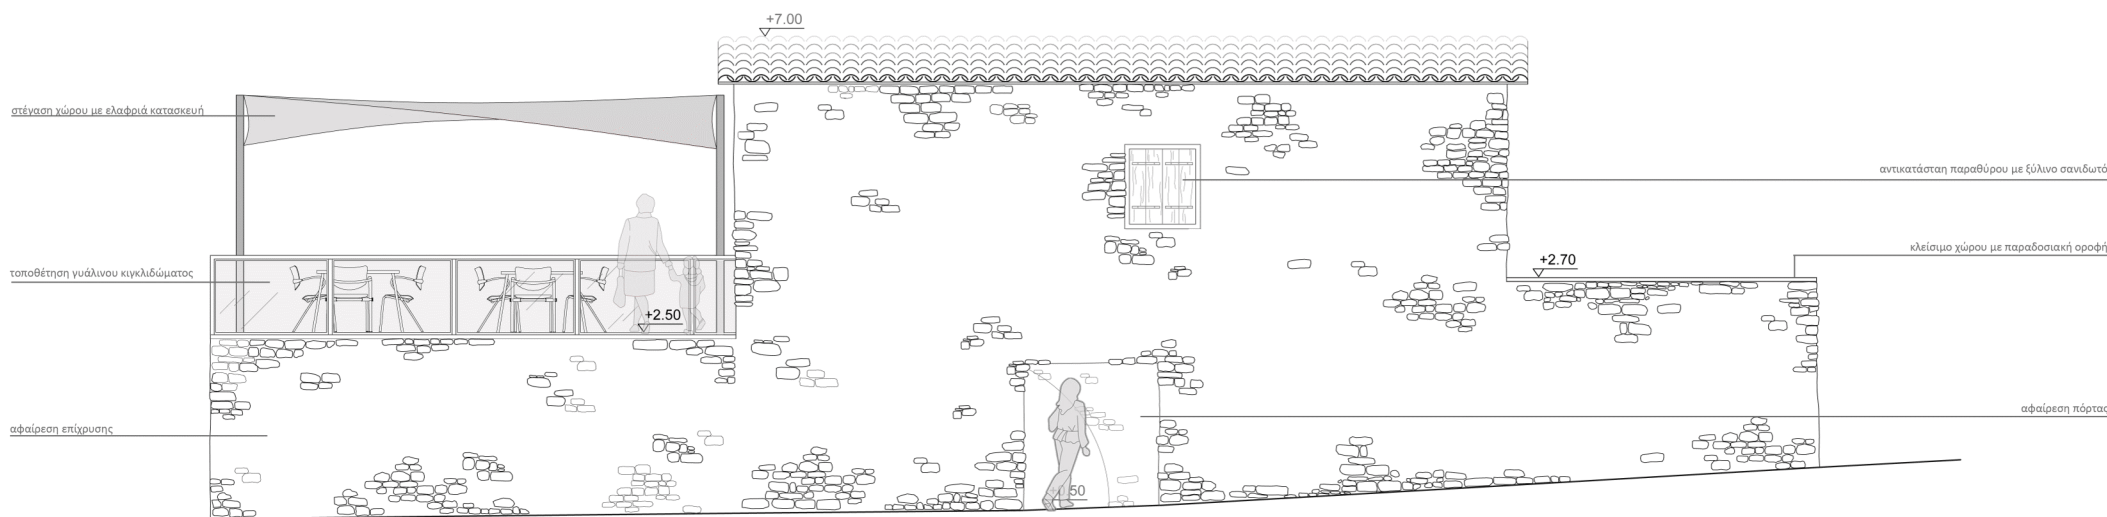 +7.00
στέγαση χώρου με ελαφριά κατασκευή
αντικατάσταη παραθύρου με ξύλινο σανιδωτό
κλείσιμο χώρου με παραδοσιακή οροφή
+2.70
τοποθέτηση γυάλινου κιγκλιδώματος
+2.50
αφαίρεση πόρτας
αφαίρεση επίχρυσης